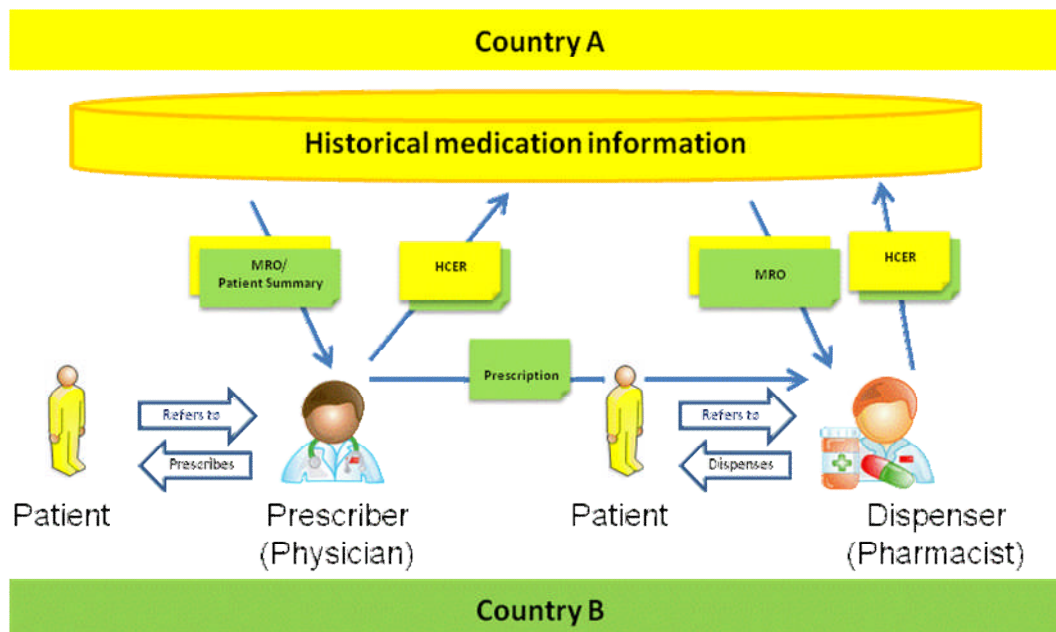 Country A
Historical medication information
MRO/
Patient Summary
HCER
MRO
HCER
Prescription
Refers to
Prescribes
Refers to
Dispenses
Patient
Prescriber
(Physician)
Patient
Dispenser
(Pharmacist)
Country B